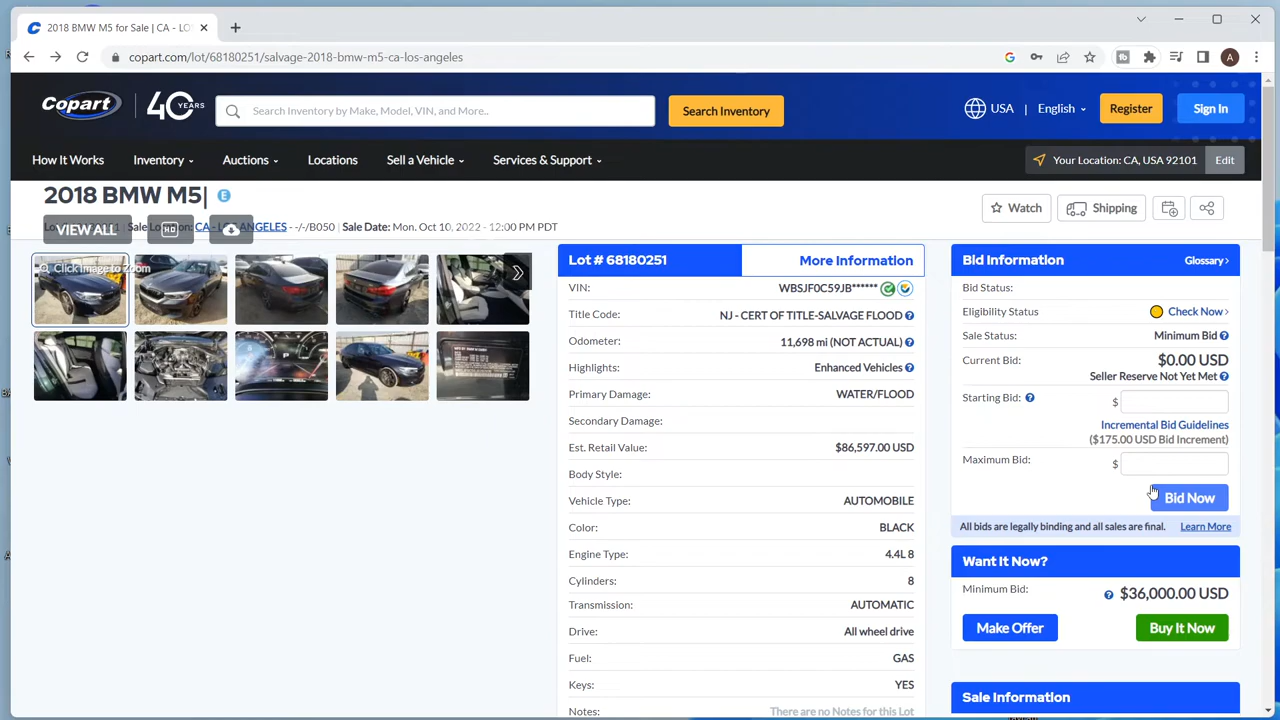 2018 BMW M5 for Sale | CA - LO
copart.com/lot/68180251/salvage-2018-bmw-m5-ca-los-angeles
A
Copart 40 YEARS
Search Inventory by Make, Model, VIN, and More..
Search Inventory
USA | English
Register
Sign In
How It Works
Inventory
Auctions
Locations
Sell a Vehicle
Services & Support
Your Location: CA, USA 92101
Edit
2018 BMW M5| E
CA - LOS ANGELES - -/-/B050 | Sale Date: Mon. Oct 10, 2022 - 12:00 PM PDT
VIEW ALL
HD
Watch
Shipping
Click Image to Zoom
Lot # 68180251
More Information
VIN: WBSJF0C59JB******
Title Code: NJ - CERT OF TITLE-SALVAGE FLOOD
Odometer: 11,698 mi (NOT ACTUAL)
Highlights: Enhanced Vehicles
Primary Damage: WATER/FLOOD
Secondary Damage:
Est. Retail Value: $86,597.00 USD
Body Style:
Vehicle Type: AUTOMOBILE
Color: BLACK
Engine Type: 4.4L 8
Cylinders: 8
Transmission: AUTOMATIC
Drive: All wheel drive
Fuel: GAS
Keys: YES
Notes: There are no Notes for this Lot
Bid Information
Glossary
Bid Status:
Eligibility Status Check Now
Sale Status: Minimum Bid
Current Bid: $0.00 USD
Seller Reserve Not Yet Met
Starting Bid: $
Incremental Bid Guidelines
($175.00 USD Bid Increment)
Maximum Bid: $
Bid Now
All bids are legally binding and all sales are final. Learn More
Want It Now?
Minimum Bid: $36,000.00 USD
Make Offer
Buy It Now
Sale Information